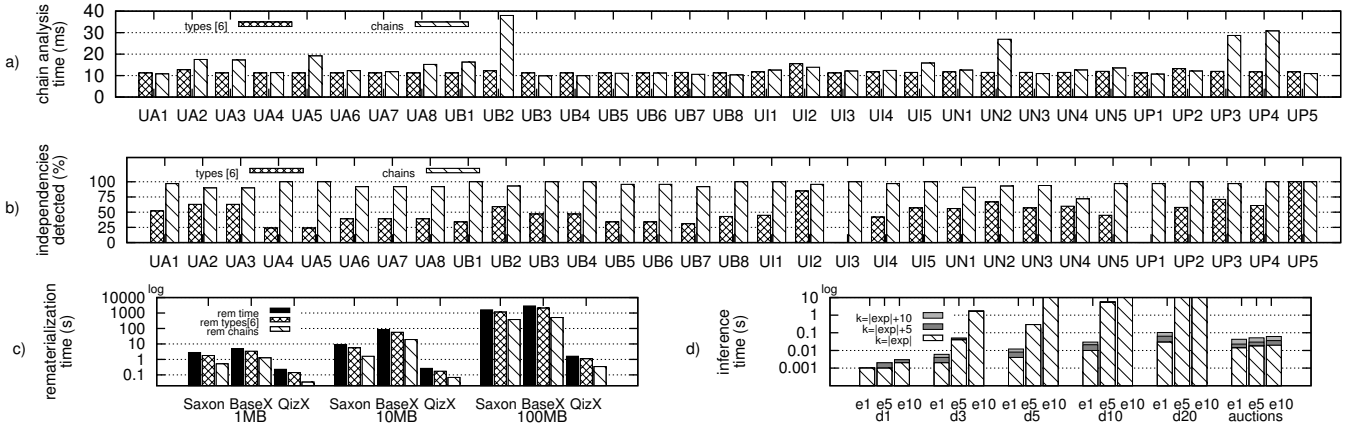 a)
chain analysis
time (ms)
40
30
20
10
0
types [6]
chains
UA1 UA2 UA3 UA4 UA5 UA6 UA7 UA8 UB1 UB2 UB3 UB4 UB5 UB6 UB7 UB8 UI1 UI2 UI3 UI4 UI5 UN1 UN2 UN3 UN4 UN5 UP1 UP2 UP3 UP4 UP5
b)
independencies
detected (%)
100
75
50
25
0
types [6]
chains
UA1 UA2 UA3 UA4 UA5 UA6 UA7 UA8 UB1 UB2 UB3 UB4 UB5 UB6 UB7 UB8 UI1 UI2 UI3 UI4 UI5 UN1 UN2 UN3 UN4 UN5 UP1 UP2 UP3 UP4 UP5
c)
rematerialization
time (s)
log
10000
1000
100
10
1
0.1
rem time
rem types[6]
rem chains
Saxon BaseX QizX Saxon BaseX QizX Saxon BaseX QizX
1MB 10MB 100MB
d)
inference
time (s)
log
10
1
0.1
0.01
0.001
k=|exp|+10
k=|exp|+5
k=|exp|
e1 e5 e10 e1 e5 e10 e1 e5 e10 e1 e5 e10 e1 e5 e10 e1 e5 e10
d1 d3 d5 d10 d20 auctions